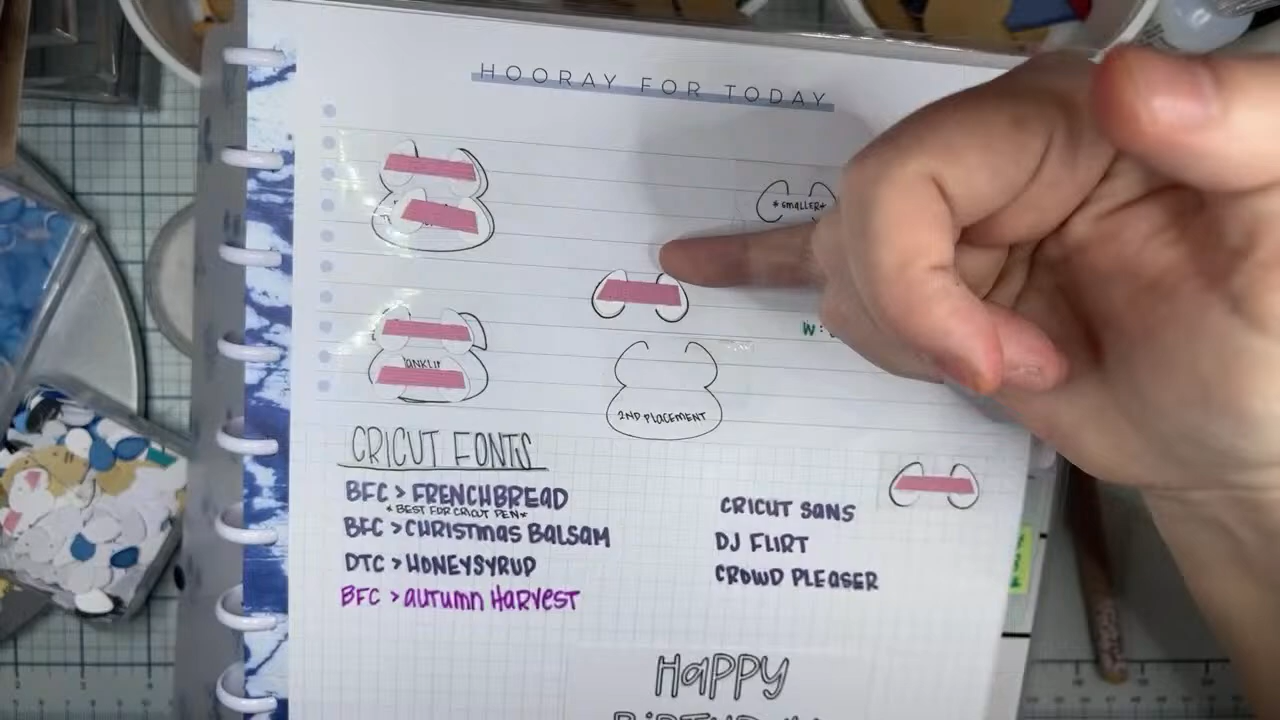 HOORAY FOR TODAY
*SMALLER*
2ND PLACEMENT
CRICUT FONTS
BFC > FRENCHBREAD
*BEST FOR CRICUT PEN*
BFC > CHRISTMAS BALSAM
DTC > HONEYSYRUP
BFC > AUTUMN HARVEST
CRICUT SANS
DJ FLIRT
CROWD PLEASER
HAPPY